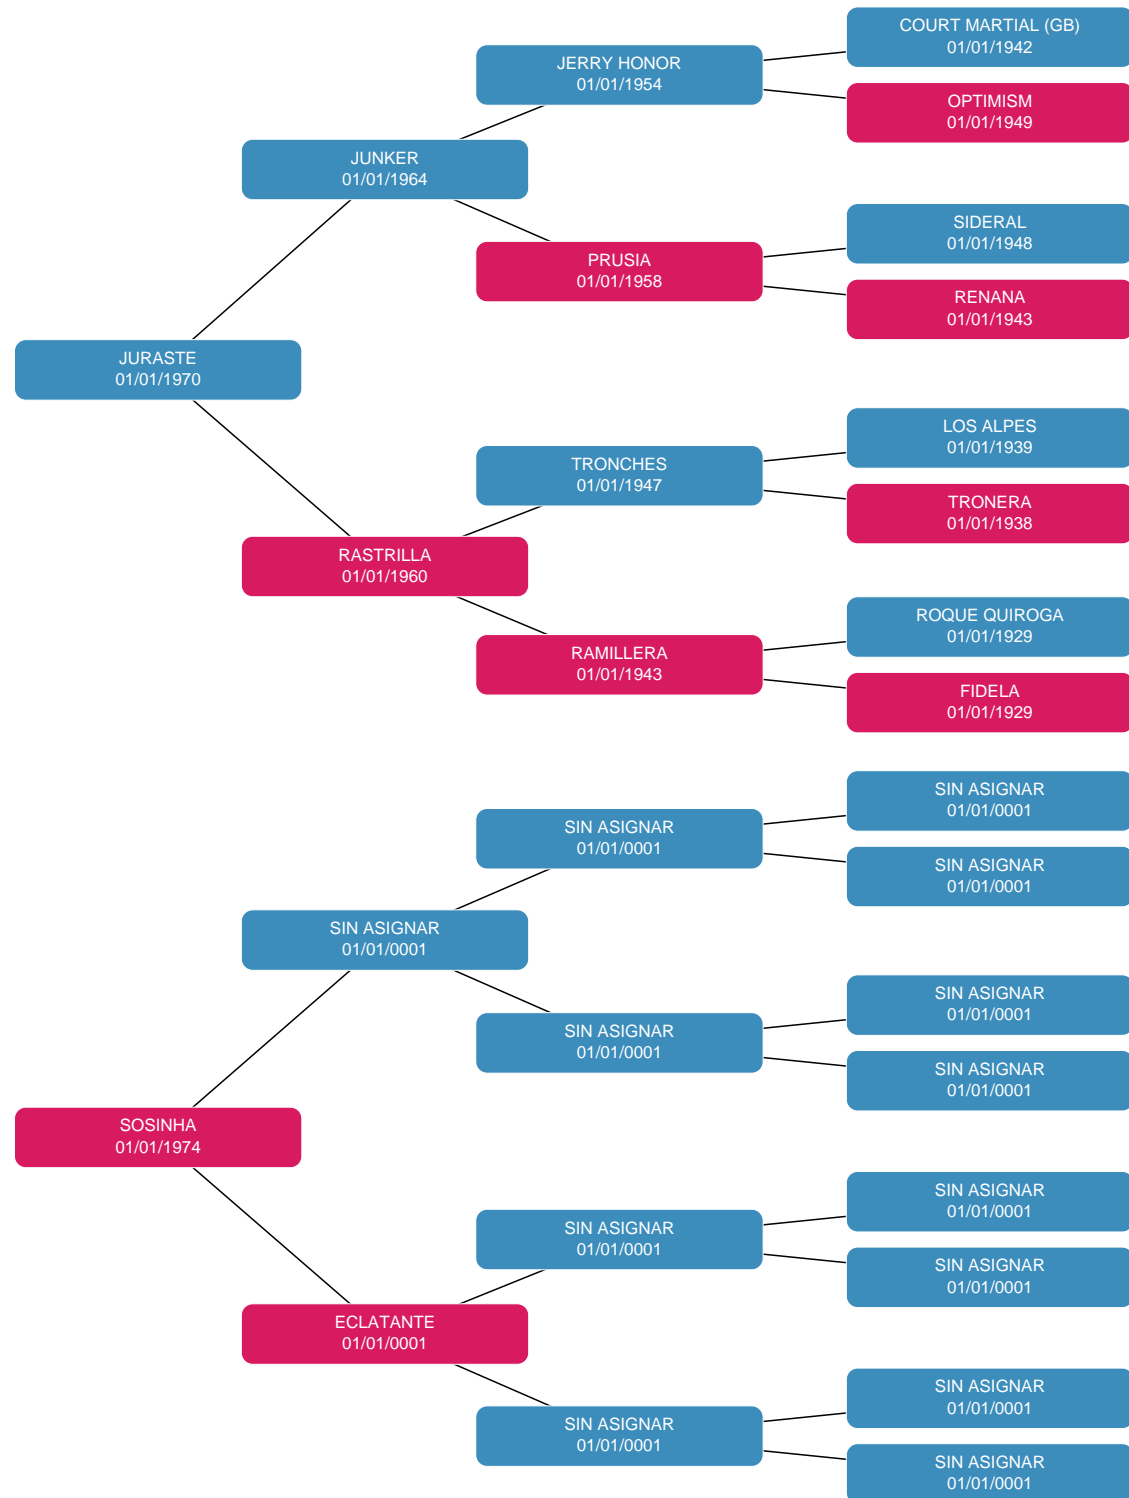 COURT MARTIAL (GB)
01/01/1942
JERRY HONOR
01/01/1954
OPTIMISM
01/01/1949
JUNKER
01/01/1964
SIDERAL
01/01/1948
PRUSIA
01/01/1958
RENANA
01/01/1943
JURASTE
01/01/1970
LOS ALPES
01/01/1939
TRONCHES
01/01/1947
TRONERA
01/01/1938
RASTRILLA
01/01/1960
ROQUE QUIROGA
01/01/1929
RAMILLERA
01/01/1943
FIDELA
01/01/1929
SIN ASIGNAR
01/01/0001
SIN ASIGNAR
01/01/0001
SIN ASIGNAR
01/01/0001
SIN ASIGNAR
01/01/0001
SIN ASIGNAR
01/01/0001
SIN ASIGNAR
01/01/0001
SIN ASIGNAR
01/01/0001
SOSINHA
01/01/1974
SIN ASIGNAR
01/01/0001
SIN ASIGNAR
01/01/0001
SIN ASIGNAR
01/01/0001
ECLATANTE
01/01/0001
SIN ASIGNAR
01/01/0001
SIN ASIGNAR
01/01/0001
SIN ASIGNAR
01/01/0001